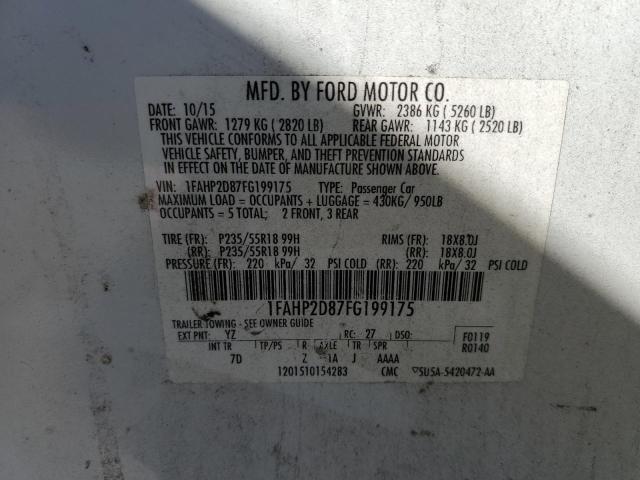 MFD. BY FORD MOTOR CO.
DATE: 10/15 GVWR: 2386 KG ( 5260 LB)
FRONT GAWR: 1279 KG ( 2820 LB) REAR GAWR: 1143 KG ( 2520 LB)
THIS VEHICLE CONFORMS TO ALL APPLICABLE FEDERAL MOTOR
VEHICLE SAFETY, BUMPER, AND THEFT PREVENTION STANDARDS
IN EFFECT ON THE DATE OF MANUFACTURE SHOWN ABOVE.
VIN: 1FAHP2D87FG199175 TYPE: Passenger Car
MAXIMUM LOAD = OCCUPANTS + LUGGAGE = 430KG/ 950LB
OCCUPANTS = 5 TOTAL; 2 FRONT, 3 REAR
TIRE (FR): P235/55R18 99H RIMS (FR): 18X8.0J
(RR): P235/55R18 99H (RR): 18X8.0J
PRESSURE (FR): 220 kPa/ 32 PSI COLD (RR): 220 kPa/ 32 PSI COLD
1FAHP2D87FG199175
TRAILER TOWING - SEE OWNER GUIDE
EXT PNT: YZ RC: 27 DSO: F0119
INT TR TP/PS R AXLE TR SPR R0140
7D Z 1A J AAAA
1201510154283 CMC SU5A-5420472-AA